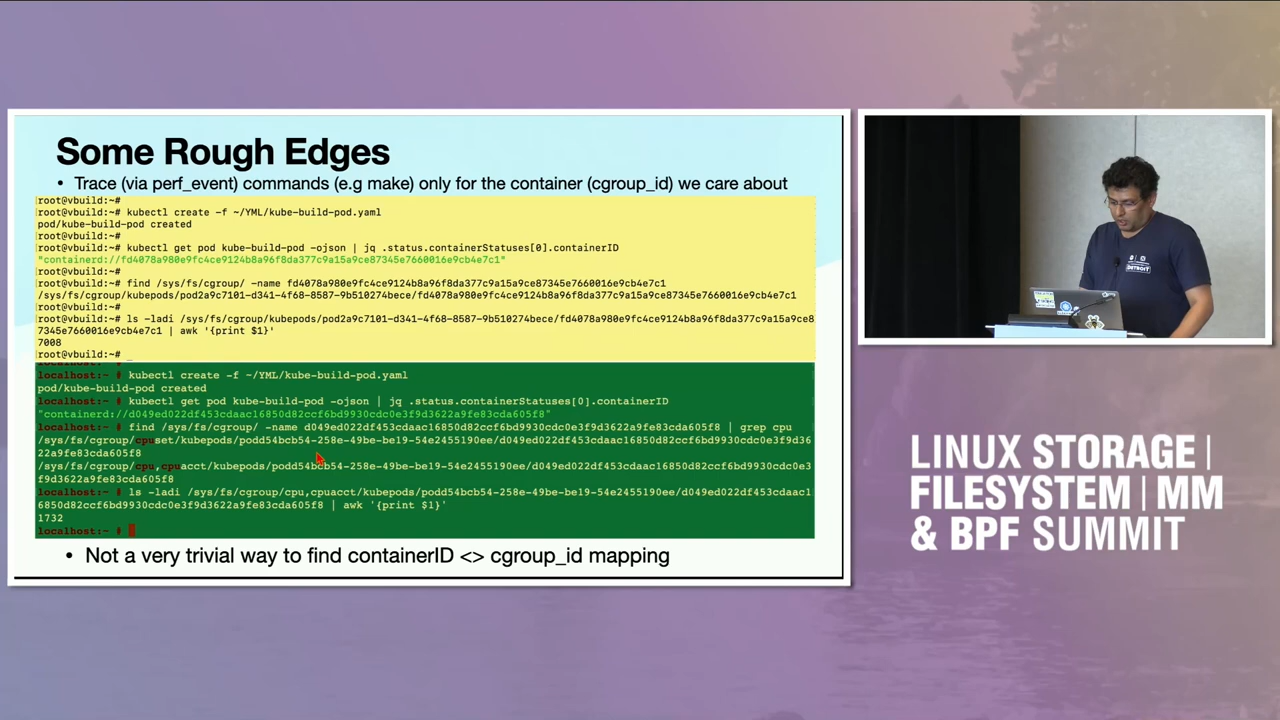 Some Rough Edges
• Trace (via perf_event) commands (e.g make) only for the container (cgroup_id) we care about
root@vbuild:~#
root@vbuild:~# kubectl create -f ~/YML/kube-build-pod.yaml
pod/kube-build-pod created
root@vbuild:~#
root@vbuild:~# kubectl get pod kube-build-pod -ojson | jq .status.containerStatuses[0].containerID
"containerd://fd4078a980e9fc4ce9124b8a96f8da377c9a15a9ce87345e7660016e9cb4e7c1"
root@vbuild:~#
root@vbuild:~# find /sys/fs/cgroup/ -name fd4078a980e9fc4ce9124b8a96f8da377c9a15a9ce87345e7660016e9cb4e7c1
/sys/fs/cgroup/kubepods/pod2a9c7101-d341-4f68-8587-9b510274bece/fd4078a980e9fc4ce9124b8a96f8da377c9a15a9ce87345e7660016e9cb4e7c1
root@vbuild:~#
root@vbuild:~# ls -ladi /sys/fs/cgroup/kubepods/pod2a9c7101-d341-4f68-8587-9b510274bece/fd4078a980e9fc4ce9124b8a96f8da377c9a15a9ce8
7345e7660016e9cb4e7c1 | awk '{print $1}'
7008
root@vbuild:~# _
localhost:~ # kubectl create -f ~/YML/kube-build-pod.yaml
pod/kube-build-pod created
localhost:~ # kubectl get pod kube-build-pod -ojson | jq .status.containerStatuses[0].containerID
"containerd://d049ed022df453cdaac16850d82ccf6bd9930cdc0e3f9d3622a9fe83cda605f8"
localhost:~ # find /sys/fs/cgroup/ -name d049ed022df453cdaac16850d82ccf6bd9930cdc0e3f9d3622a9fe83cda605f8 | grep cpu
/sys/fs/cgroup/cpuset/kubepods/podd54bcb54-258e-49be-be19-54e2455190ee/d049ed022df453cdaac16850d82ccf6bd9930cdc0e3f9d36
22a9fe83cda605f8
/sys/fs/cgroup/cpu,cpuacct/kubepods/podd54bcb54-258e-49be-be19-54e2455190ee/d049ed022df453cdaac16850d82ccf6bd9930cdc0e3
f9d3622a9fe83cda605f8
localhost:~ # ls -ladi /sys/fs/cgroup/cpu,cpuacct/kubepods/podd54bcb54-258e-49be-be19-54e2455190ee/d049ed022df453cdaac1
6850d82ccf6bd9930cdc0e3f9d3622a9fe83cda605f8 | awk '{print $1}'
1732
localhost:~ #
• Not a very trivial way to find containerID <> cgroup_id mapping
DETROIT
LINUX STORAGE |
FILESYSTEM | MM
& BPF SUMMIT